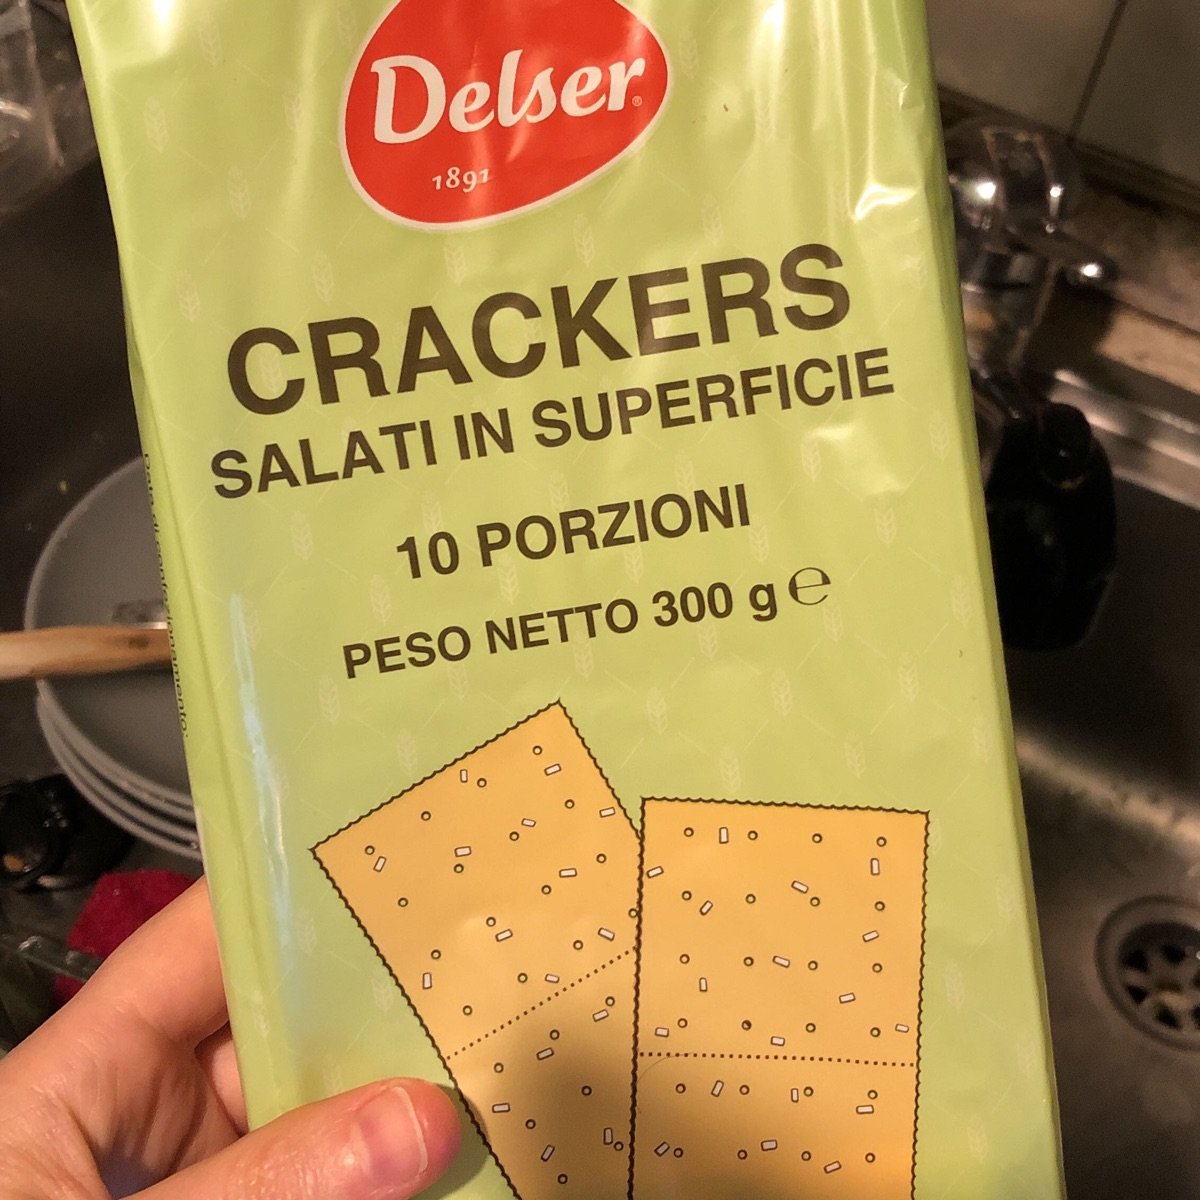 Delser®
1891
CRACKERS
SALATI IN SUPERFICIE
10 PORZIONI
PESO NETTO 300 g ℮